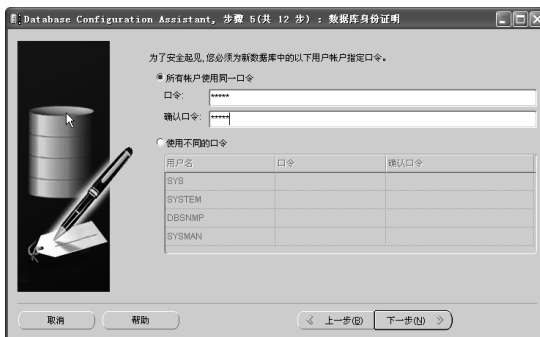 Database Configuration Assistant, 步骤 5(共 12 步) : 数据库身份证明
为了安全起见,您必须为新数据库中的以下用户帐户指定口令。
所有帐户使用同一口令
口令: *****
确认口令: *****
使用不同的口令
用户名 口令 确认口令
SYS
SYSTEM
DBSNMP
SYSMAN
取消 帮助 上一步(B) 下一步(N)